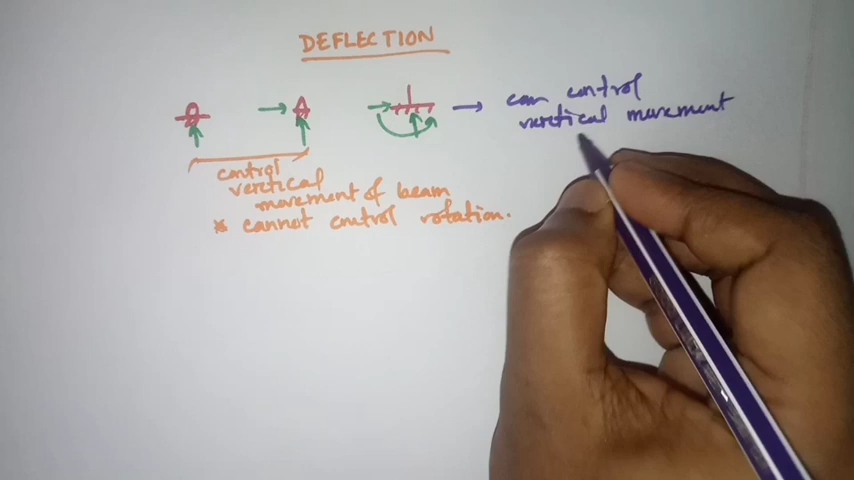 DEFLECTION
can control
vertical movement
control
vertical
movement of beam
* cannot control rotation.